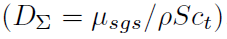 (D_Σ = μ_sgs/ρSc_t)